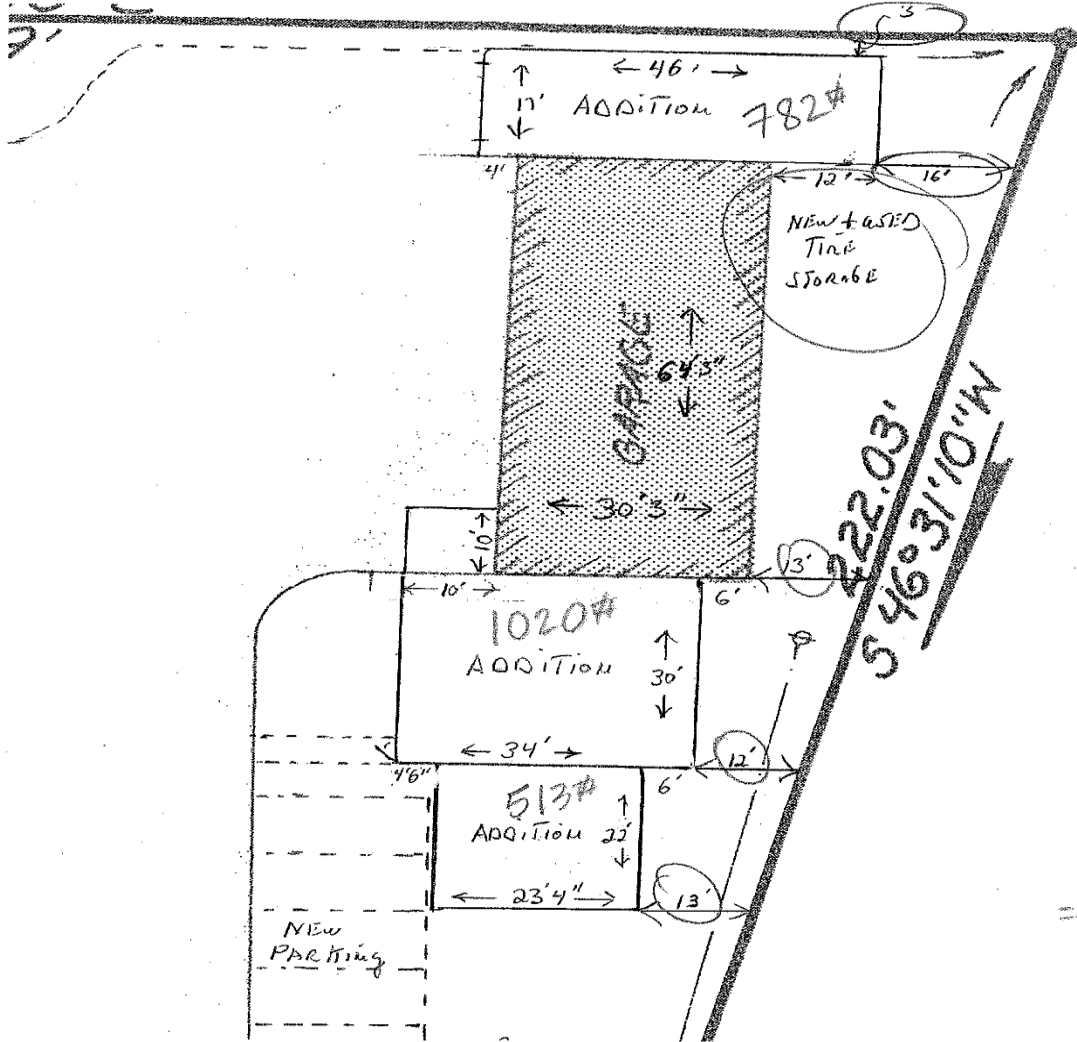 2'
3
← 46' →
17'
ADDITION
782#
4'
12'
16'
NEW & USED
TIRE
STORAGE
GARAGE
64'3"
← 30'3" →
222.03'
S 46° 31' 10" W
10'
10'
13'
6'
1020#
ADDITION
30'
← 34' →
12'
4'6"
6'
513#
ADDITION
22'
← 23'4" →
13'
NEW
PARKING